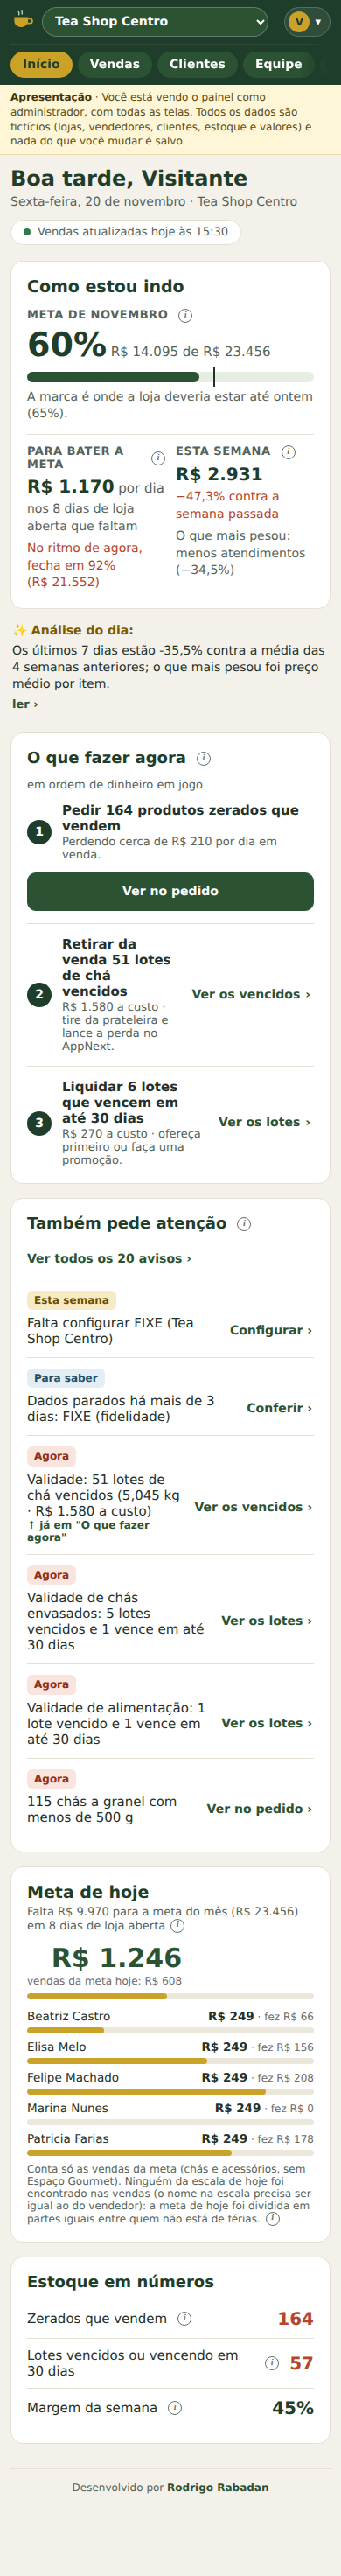 Tea Shop Centro
V ▾
Início
Vendas
Clientes
Equipe
Apresentação · Você está vendo o painel como
administrador, com todas as telas. Todos os dados são
fictícios (lojas, vendedores, clientes, estoque e valores) e
nada do que você mudar é salvo.
Boa tarde, Visitante
Sexta-feira, 20 de novembro · Tea Shop Centro
Vendas atualizadas hoje às 15:30
Como estou indo
META DE NOVEMBRO i
60% R$ 14.095 de R$ 23.456
A marca é onde a loja deveria estar até ontem
(65%).
PARA BATER A
META i
R$ 1.170 por dia
nos 8 dias de loja
aberta que faltam
No ritmo de agora,
fecha em 92%
(R$ 21.552)
ESTA SEMANA i
R$ 2.931
−47,3% contra a
semana passada
O que mais pesou:
menos atendimentos
(−34,5%)
✨ Análise do dia:
Os últimos 7 dias estão -35,5% contra a média das
4 semanas anteriores; o que mais pesou foi preço
médio por item.
ler ›
O que fazer agora i
em ordem de dinheiro em jogo
1
Pedir 164 produtos zerados que
vendem
Perdendo cerca de R$ 210 por dia em
venda.
Ver no pedido
2
Retirar da
venda 51 lotes
de chá
vencidos
R$ 1.580 a custo ·
tire da prateleira e
lance a perda no
AppNext.
Ver os vencidos ›
3
Liquidar 6 lotes
que vencem em
até 30 dias
R$ 270 a custo · ofereça
primeiro ou faça uma
promoção.
Ver os lotes ›
Também pede atenção i
Ver todos os 20 avisos ›
Esta semana
Falta configurar FIXE (Tea
Shop Centro)
Configurar ›
Para saber
Dados parados há mais de 3
dias: FIXE (fidelidade)
Conferir ›
Agora
Validade: 51 lotes de
chá vencidos (5,045 kg
· R$ 1.580 a custo)
↑ já em "O que fazer
agora"
Ver os vencidos ›
Agora
Validade de chás
envasados: 5 lotes
vencidos e 1 vence em até
30 dias
Ver os lotes ›
Agora
Validade de alimentação: 1
lote vencido e 1 vence em
até 30 dias
Ver os lotes ›
Agora
115 chás a granel com
menos de 500 g
Ver no pedido ›
Meta de hoje
Falta R$ 9.970 para a meta do mês (R$ 23.456)
em 8 dias de loja aberta i
R$ 1.246
vendas da meta hoje: R$ 608
Beatriz Castro R$ 249 · fez R$ 66
Elisa Melo R$ 249 · fez R$ 156
Felipe Machado R$ 249 · fez R$ 208
Marina Nunes R$ 249 · fez R$ 0
Patricia Farias R$ 249 · fez R$ 178
Conta só as vendas da meta (chás e acessórios, sem
Espaço Gourmet). Ninguém da escala de hoje foi
encontrado nas vendas (o nome na escala precisa ser
igual ao do vendedor): a meta de hoje foi dividida em
partes iguais entre quem não está de férias. i
Estoque em números
Zerados que vendem i 164
Lotes vencidos ou vencendo em
30 dias i 57
Margem da semana i 45%
Desenvolvido por Rodrigo Rabadan